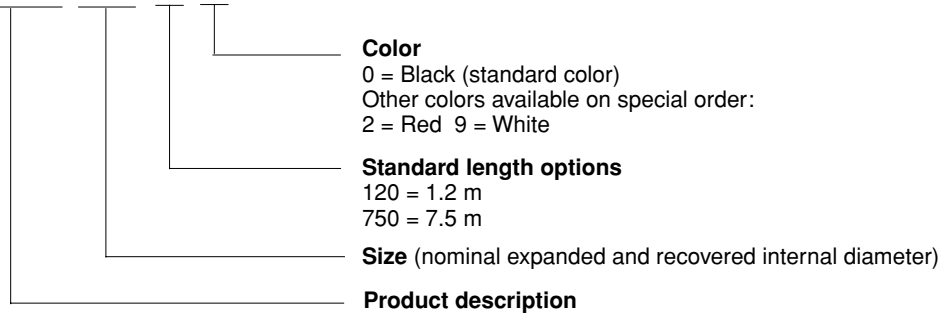 Color
0 = Black (standard color)
Other colors available on special order:
2 = Red 9 = White
Standard length options
120 = 1.2 m
750 = 7.5 m
Size (nominal expanded and recovered internal diameter)
Product description